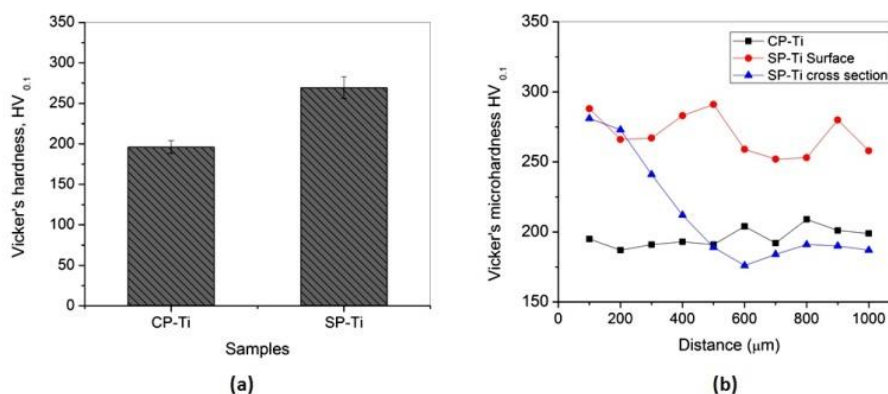 350
300
250
200
150
100
50
0
Vicker's hardness, HV 0.1
CP-Ti
SP-Ti
Samples
(a)
350
300
250
200
150
Vicker's microhardness HV 0.1
CP-Ti
SP-Ti Surface
SP-Ti cross section
0
200
400
600
800
1000
Distance (μm)
(b)